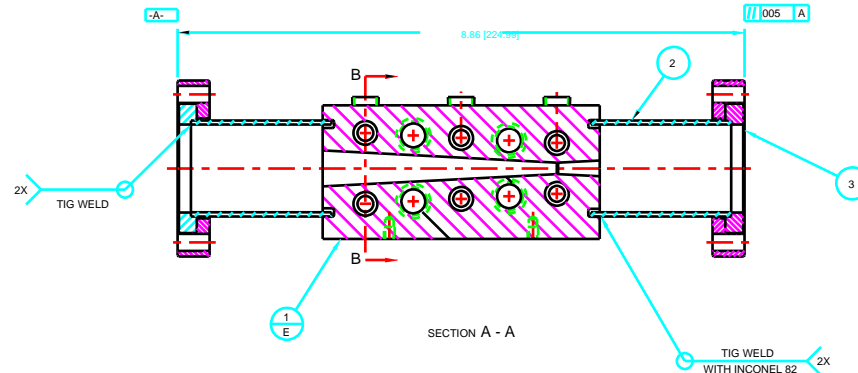 -A-
// 005 A
8.86 [224.99]
B
2
2X
TIG WELD
3
B
1
E
SECTION A - A
TIG WELD
2X
WITH INCONEL 82